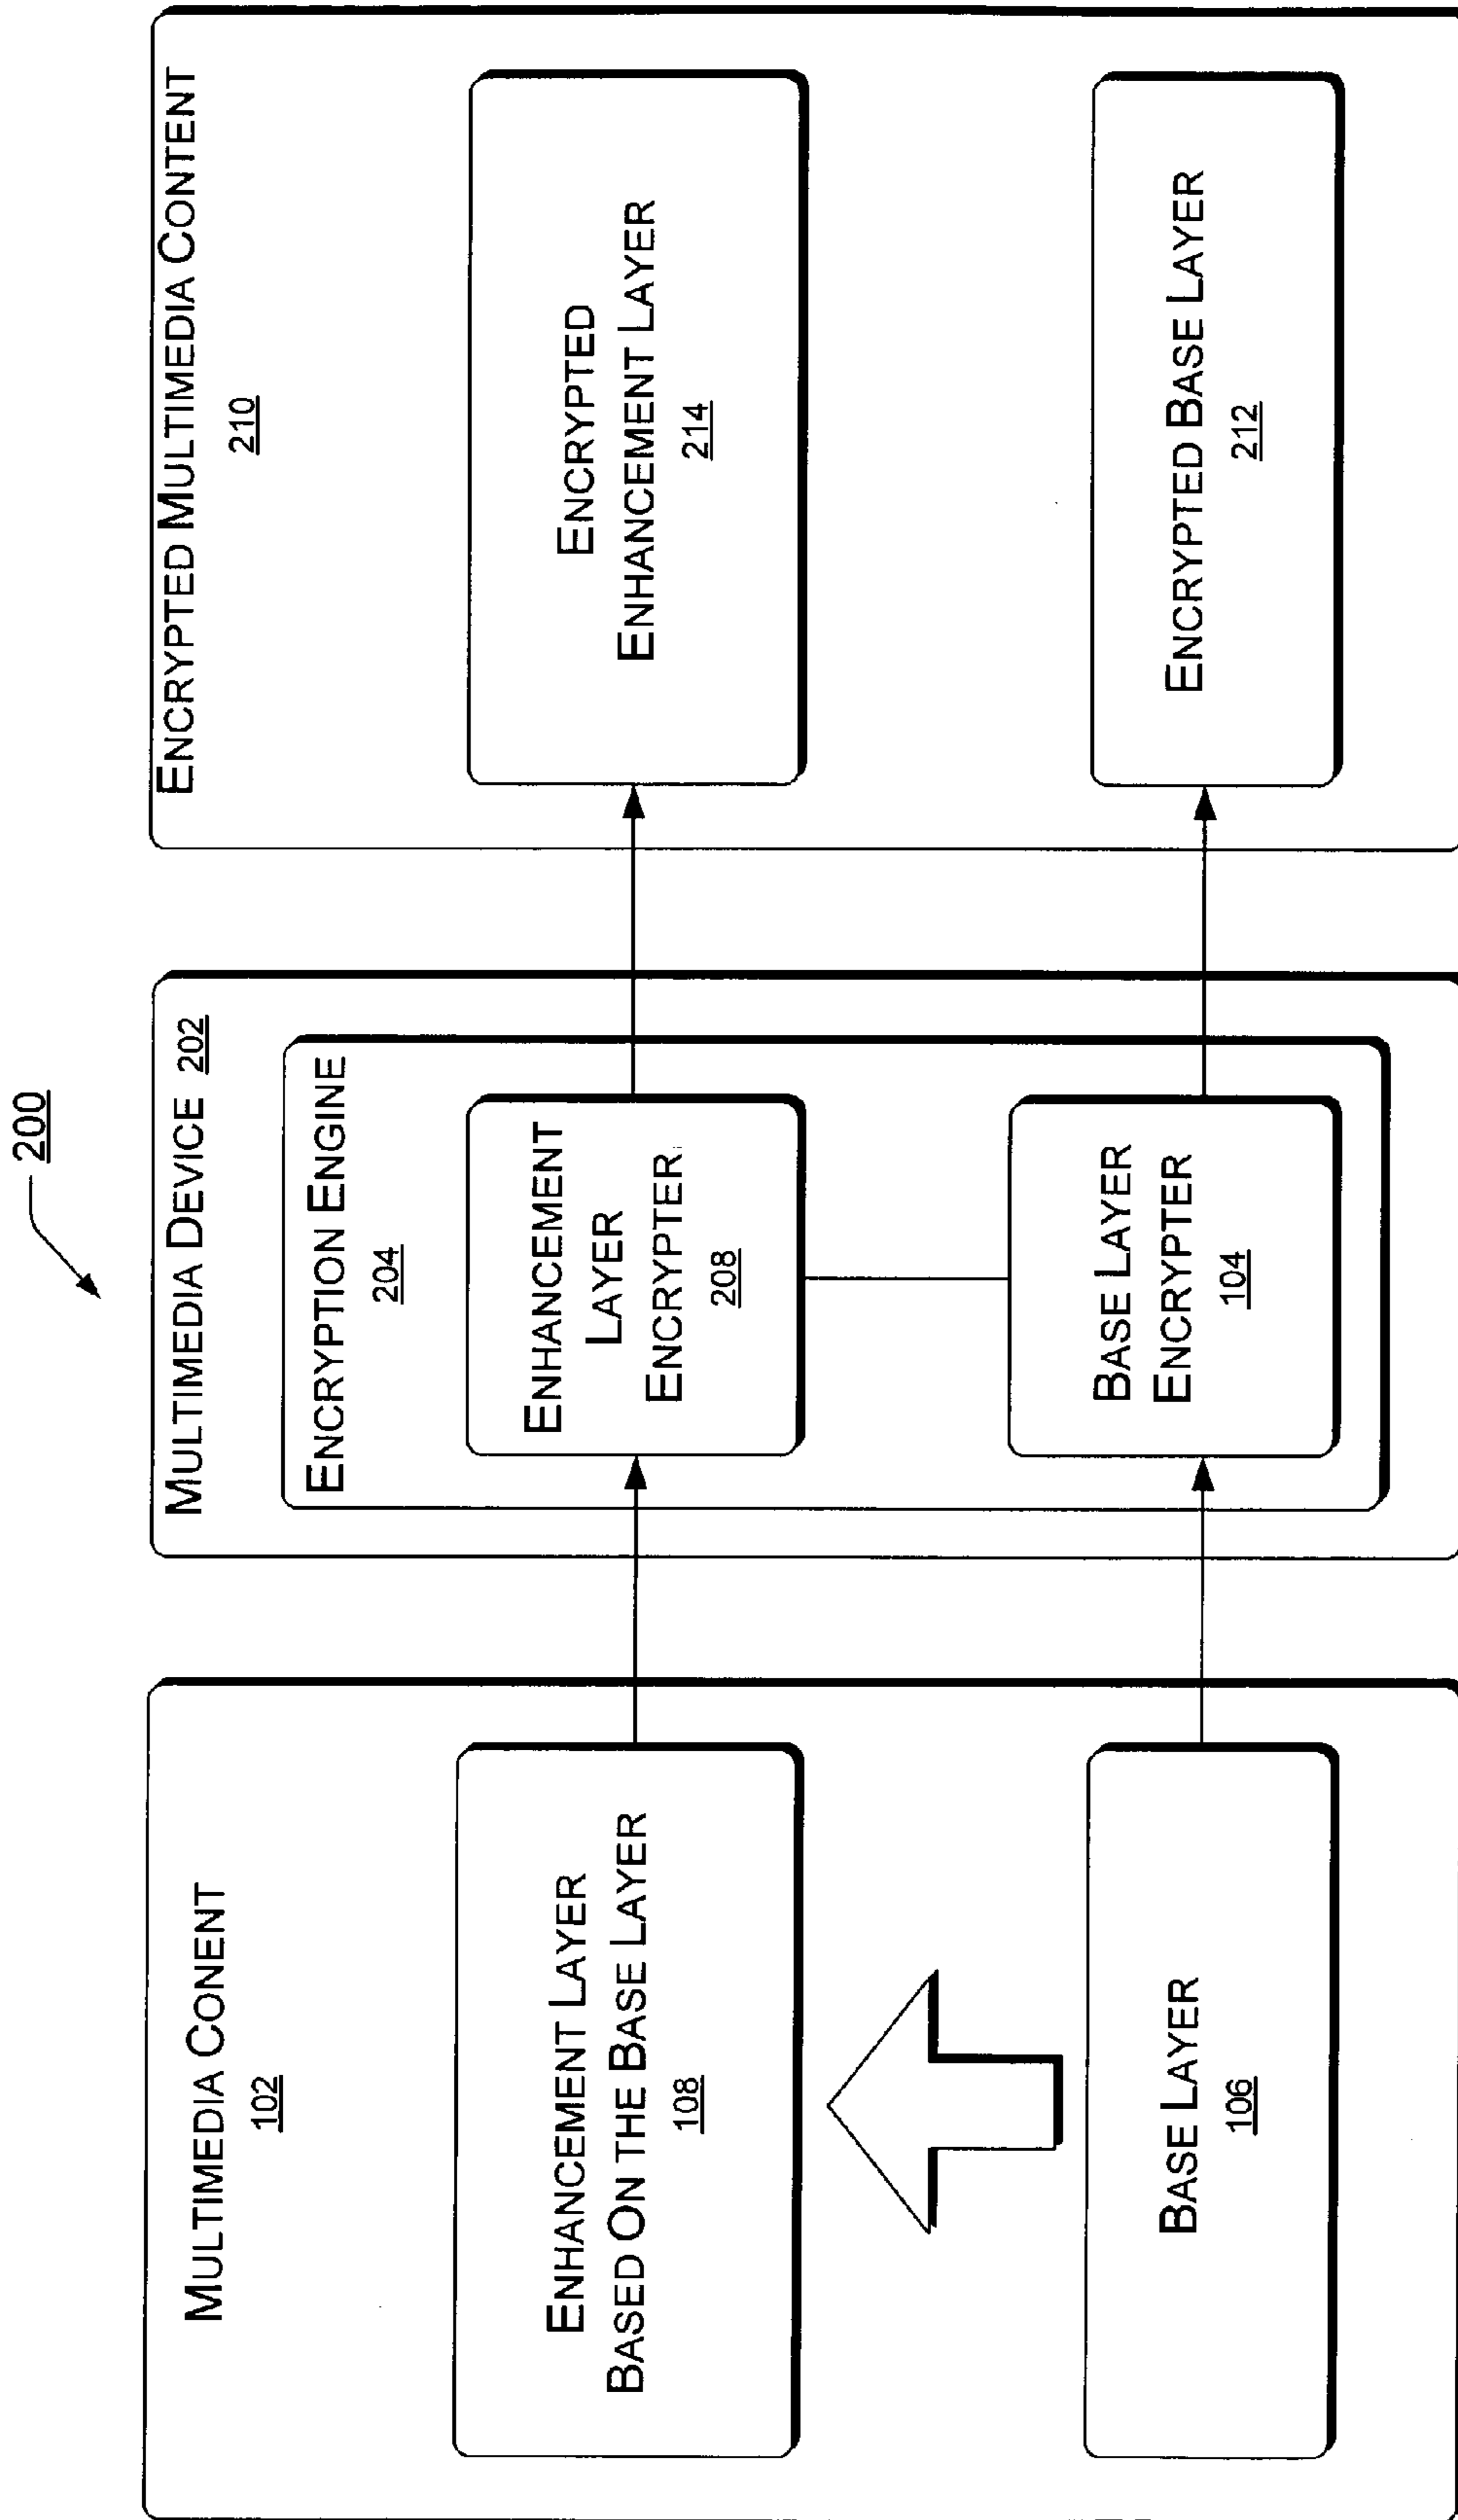 200
MULTIMEDIA CONENT
102
ENHANCEMENT LAYER
BASED ON THE BASE LAYER
108
BASE LAYER
106
MULTIMEDIA DEVICE 202
ENCRYPTION ENGINE
204
ENHANCEMENT
LAYER
ENCRYPTER
208
BASE LAYER
ENCRYPTER
104
ENCRYPTED MULTIMEDIA CONTENT
210
ENCRYPTED
ENHANCEMENT LAYER
214
ENCRYPTED BASE LAYER
212